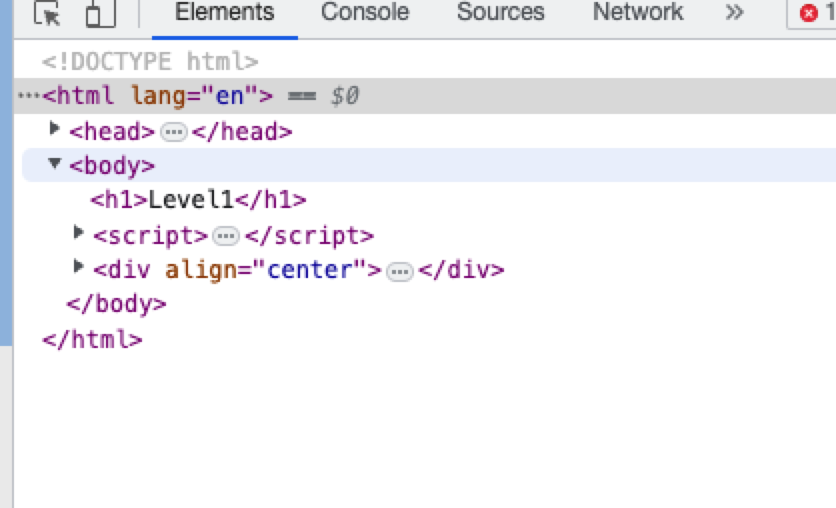 Elements Console Sources Network » 1
<!DOCTYPE html>
···<html lang="en"> == $0
<head> ··· </head>
<body>
<h1>Level1</h1>
<script> ··· </script>
<div align="center"> ··· </div>
</body>
</html>